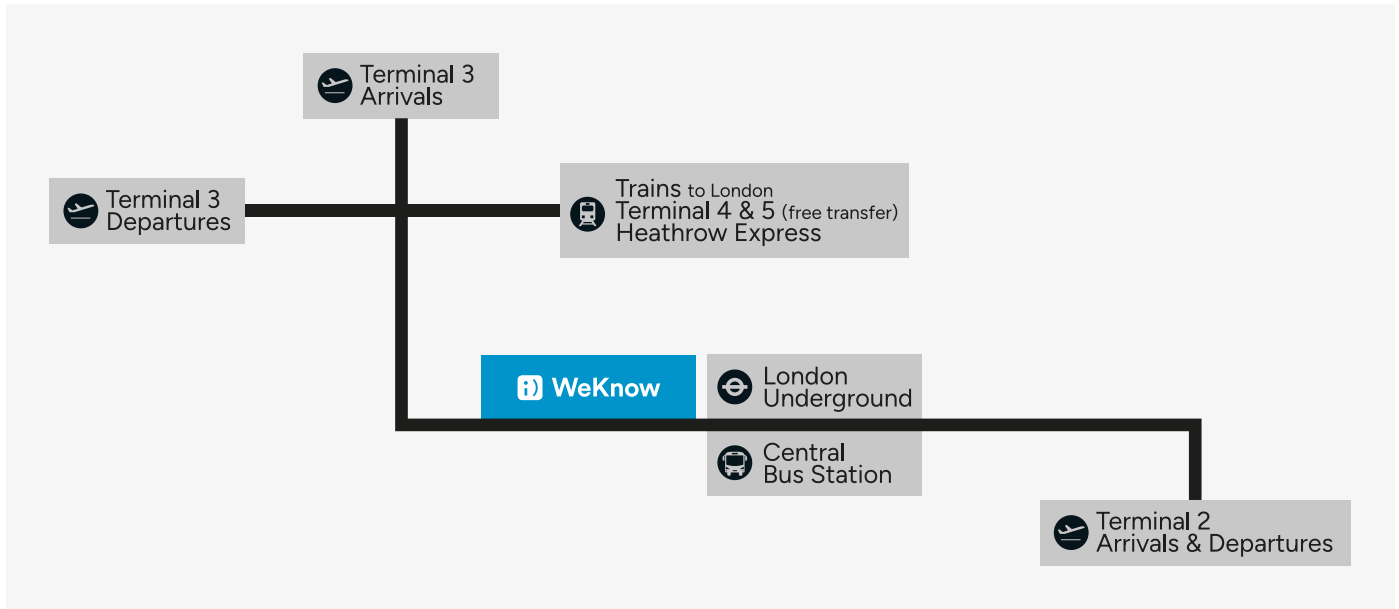 Terminal 3
Arrivals
Terminal 3
Departures
Trains to London
Terminal 4 & 5 (free transfer)
Heathrow Express
i) WeKnow
London
Underground
Central
Bus Station
Terminal 2
Arrivals & Departures